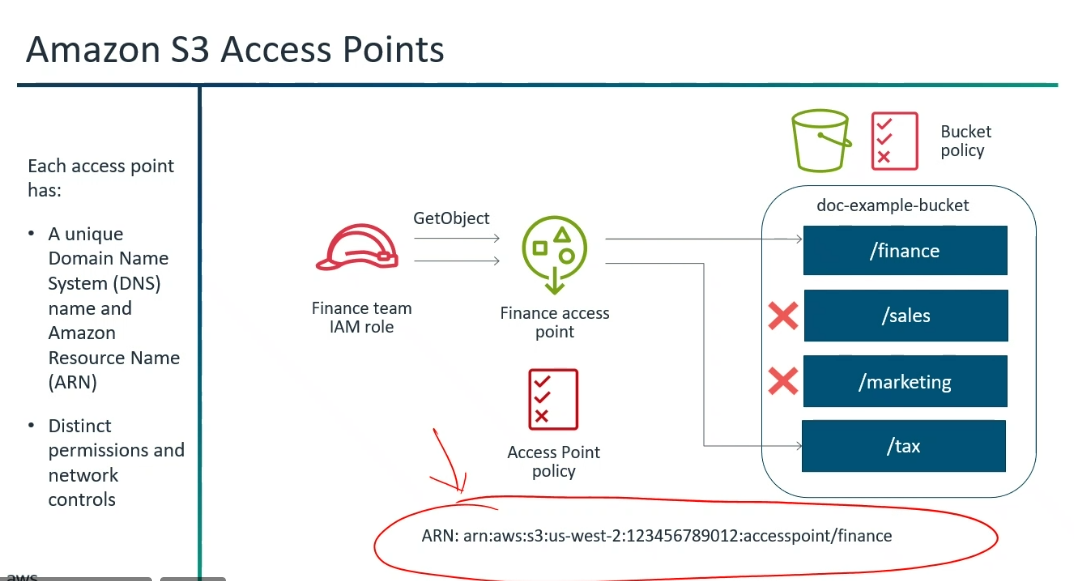 Amazon S3 Access Points
Each access point
has:
• A unique
Domain Name
System (DNS)
name and
Amazon
Resource Name
(ARN)
• Distinct
permissions and
network
controls
GetObject
Finance team
IAM role
Finance access
point
Access Point
policy
Bucket
policy
doc-example-bucket
/finance
/sales
/marketing
/tax
ARN: arn:aws:s3:us-west-2:123456789012:accesspoint/finance
aws